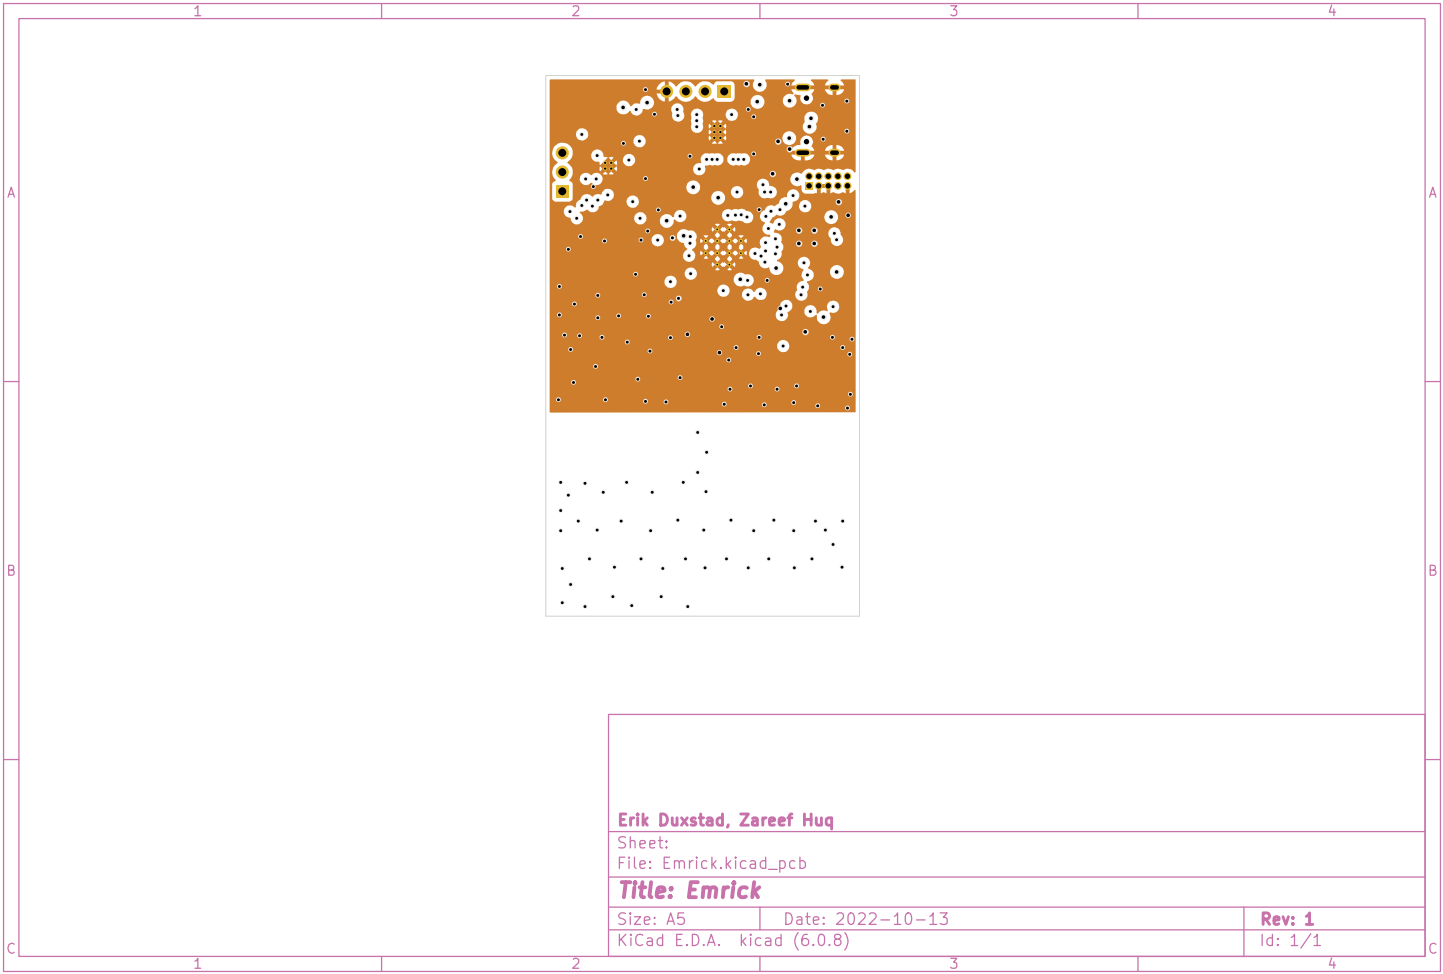 1 2 3 4
A A
B B
Erik Duxstad, Zareef Huq
Sheet:
File: Emrick.kicad_pcb
Title: Emrick
Size: A5 Date: 2022-10-13 Rev: 1
KiCad E.D.A. kicad (6.0.8) Id: 1/1
C C
1 2 3 4